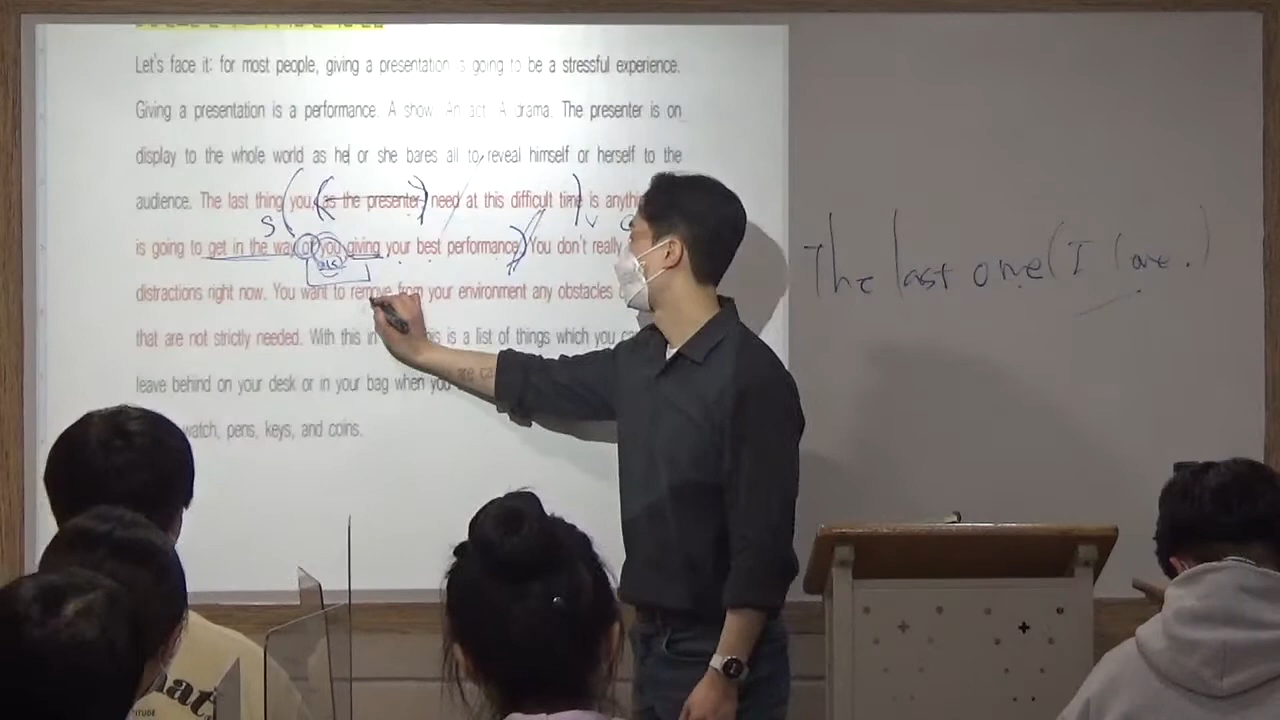 Let's face it: for most people, giving a presentation is going to be a stressful experience.
Giving a presentation is a performance. A show. An act. A drama. The presenter is on
display to the whole world as he or she bares all to reveal himself or herself to the
audience. The last thing you, as the presenter, need at this difficult time is
is going to get in the way of you giving your best performance. You don't really
distractions right now. You want to remove from your environment any obstacles
that are not strictly needed. With this in is a list of things which you
leave behind on your desk or in your bag when you
watch, pens, keys, and coins.
S
V
The last one (I love.)